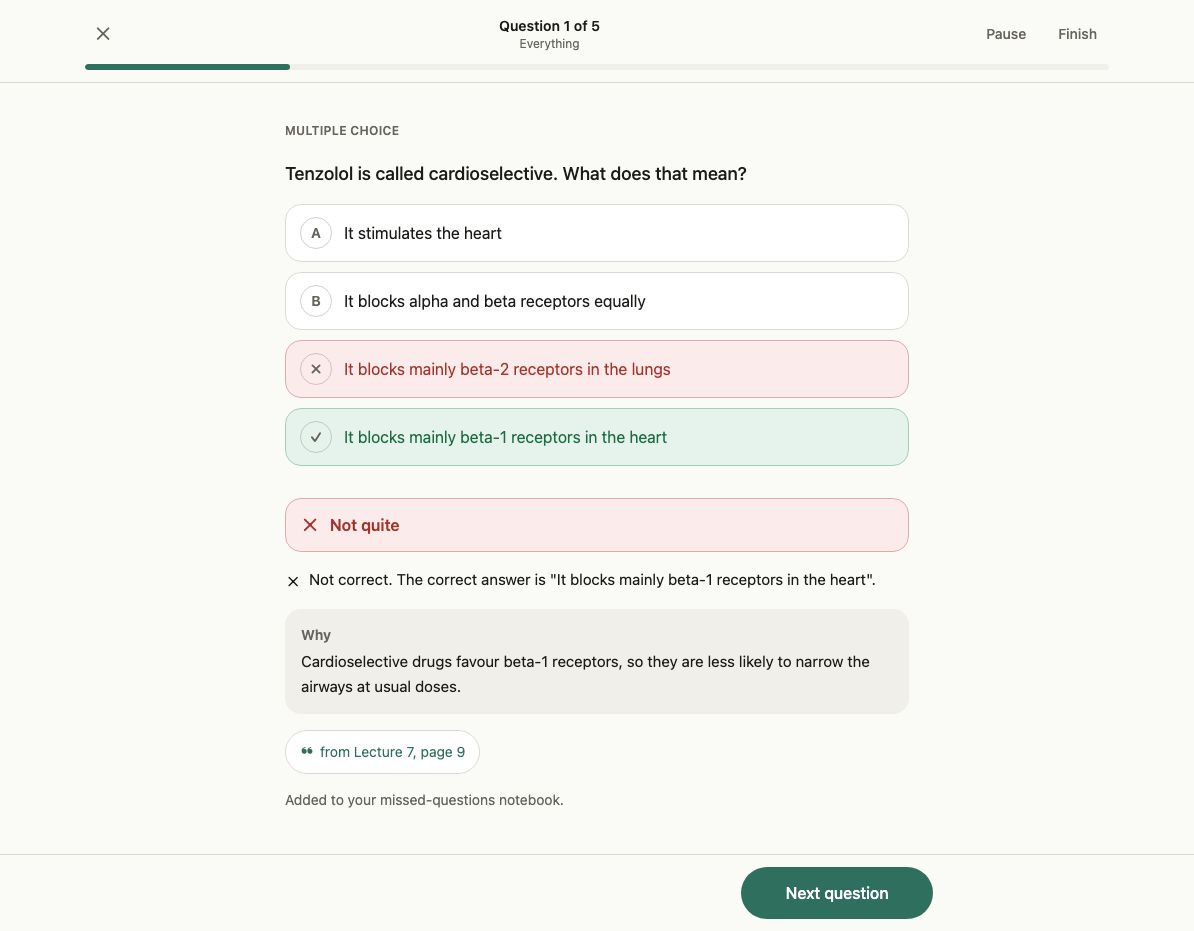 Question 1 of 5
Everything
Pause
Finish
MULTIPLE CHOICE
Tenzolol is called cardioselective. What does that mean?
A It stimulates the heart
B It blocks alpha and beta receptors equally
It blocks mainly beta-2 receptors in the lungs
It blocks mainly beta-1 receptors in the heart
Not quite
Not correct. The correct answer is "It blocks mainly beta-1 receptors in the heart".
Why
Cardioselective drugs favour beta-1 receptors, so they are less likely to narrow the
airways at usual doses.
from Lecture 7, page 9
Added to your missed-questions notebook.
Next question